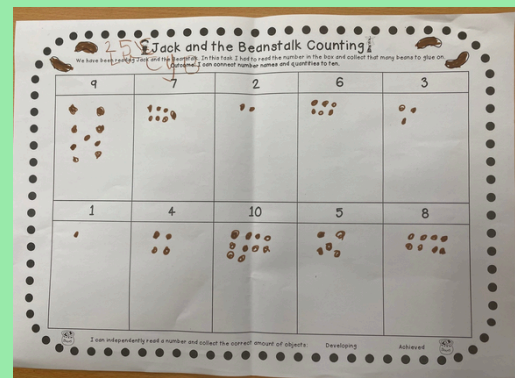 Jack and the Beanstalk Counting
We have been reading Jack and the Beanstalk. In this task I had to read the number in the box and collect that many beans to glue on.
Outcome: I can connect number names and quantities to ten.
9 7 2 6 3
1 4 10 5 8
I can independently read a number and collect the correct amount of objects: Developing Achieved